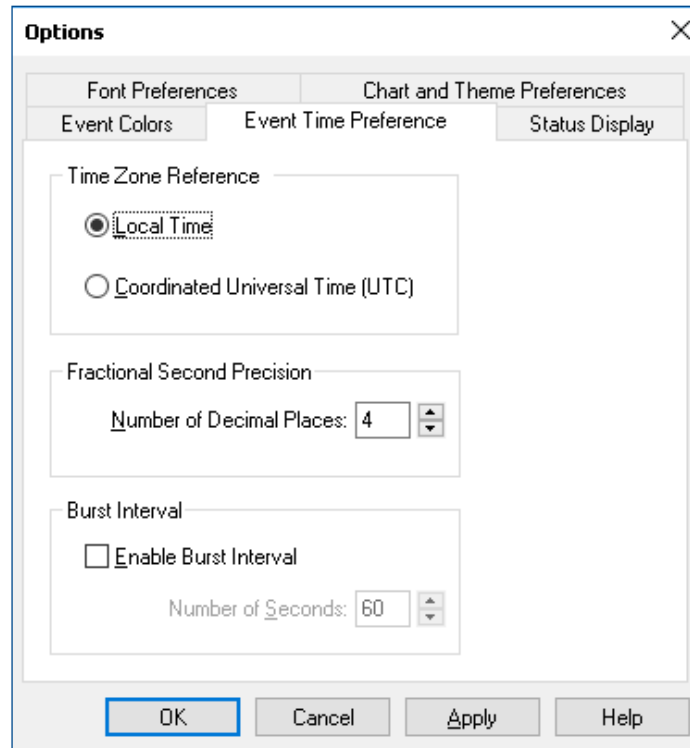 Options
Font Preferences
Chart and Theme Preferences
Event Colors
Event Time Preference
Status Display
Time Zone Reference
Local Time
Coordinated Universal Time (UTC)
Fractional Second Precision
Number of Decimal Places: 4
Burst Interval
Enable Burst Interval
Number of Seconds: 60
OK
Cancel
Apply
Help